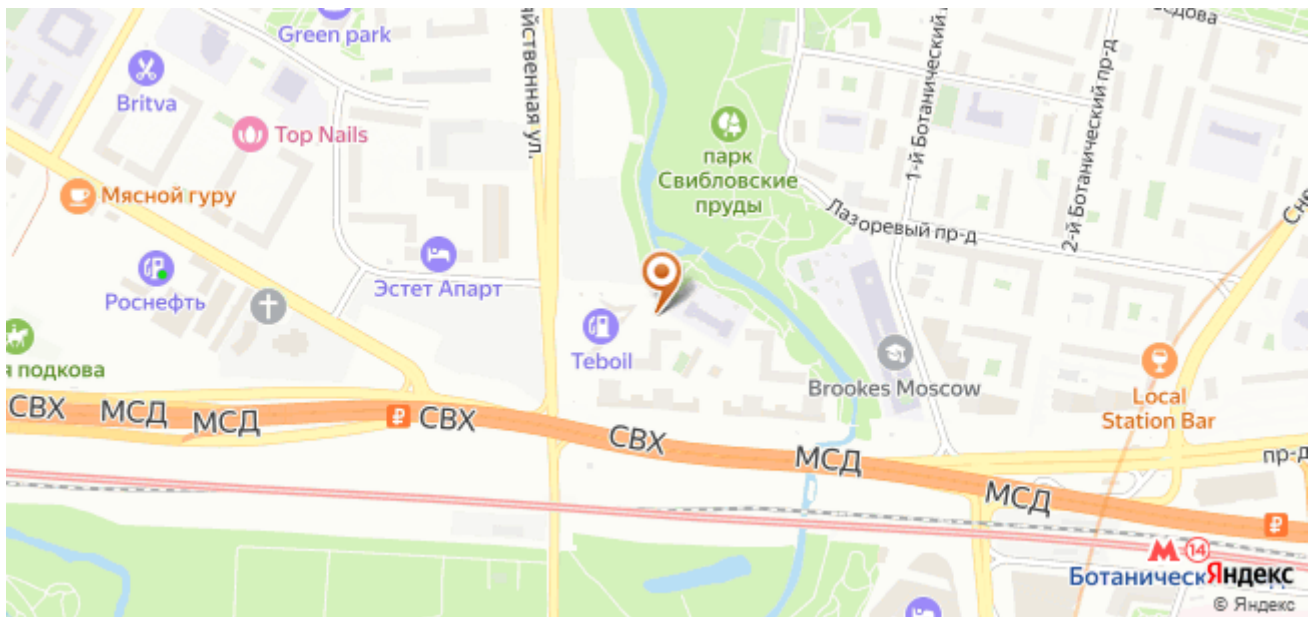 Green park
Britva
Top Nails
Мясной гуру
парк
Свибловские
пруды
1-й Ботанический
2-й Ботанический пр-д
Лазоревый пр-д
Роснефть
Эстет Апарт
Teboil
Brookes Moscow
Local
Station Bar
подкова
СВХ
МСД
МСД
СВХ
СВХ
МСД
МСД
пр-д
14
Яндекс
© Яндекс